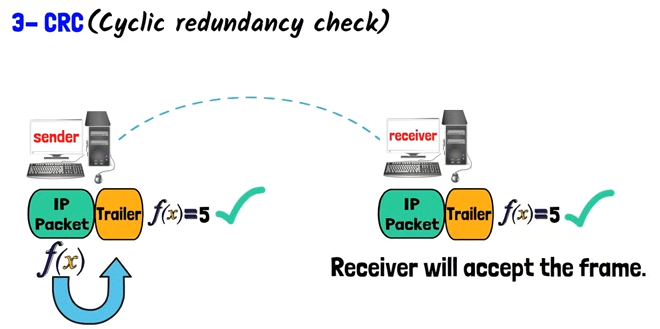 3- CRC (Cyclic redundancy check)
sender
receiver
IP Packet
Trailer
f(x)=5
IP Packet
Trailer
f(x)=5
f(x)
Receiver will accept the frame.